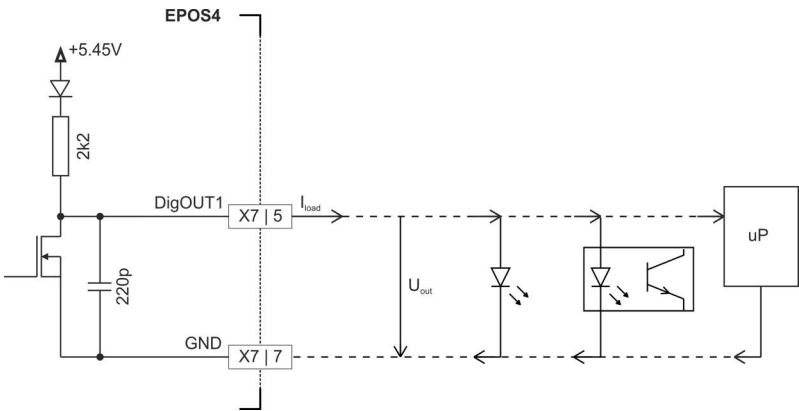 EPOS4
+5.45V
2k2
DigOUT1
X7 | 5
Iload
220p
Uout
uP
GND
X7 | 7